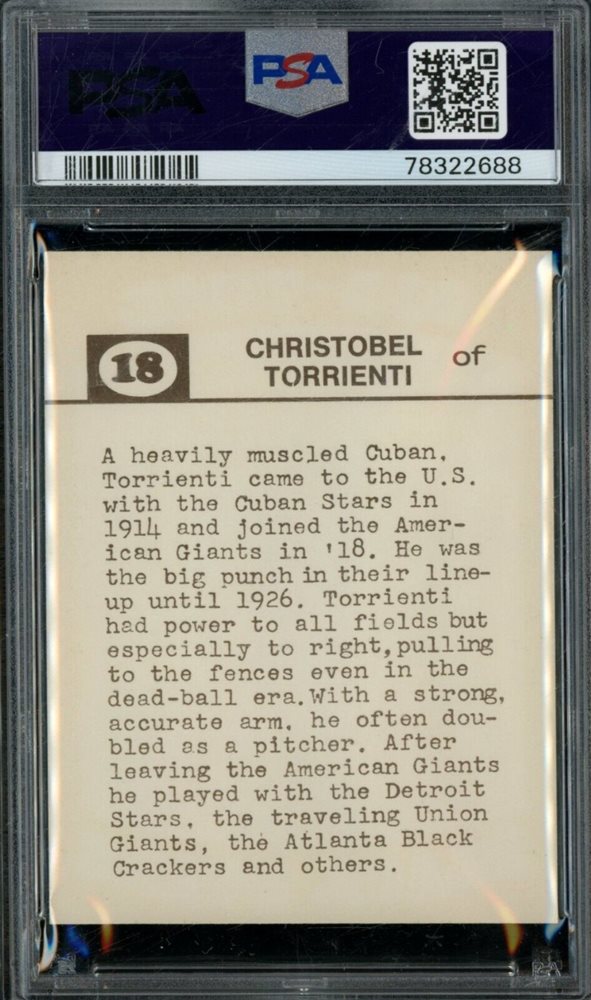 PSA
PSA
78322688
18
CHRISTOBEL of
TORRIENTI
A heavily muscled Cuban,
Torrienti came to the U.S.
with the Cuban Stars in
1914 and joined the Amer-
ican Giants in '18. He was
the big punch in their line-
up until 1926. Torrienti
had power to all fields but
especially to right,pulling
to the fences even in the
dead-ball era.With a strong,
accurate arm, he often dou-
bled as a pitcher. After
leaving the American Giants
he played with the Detroit
Stars, the traveling Union
Giants, the Atlanta Black
Crackers and others.
PSA